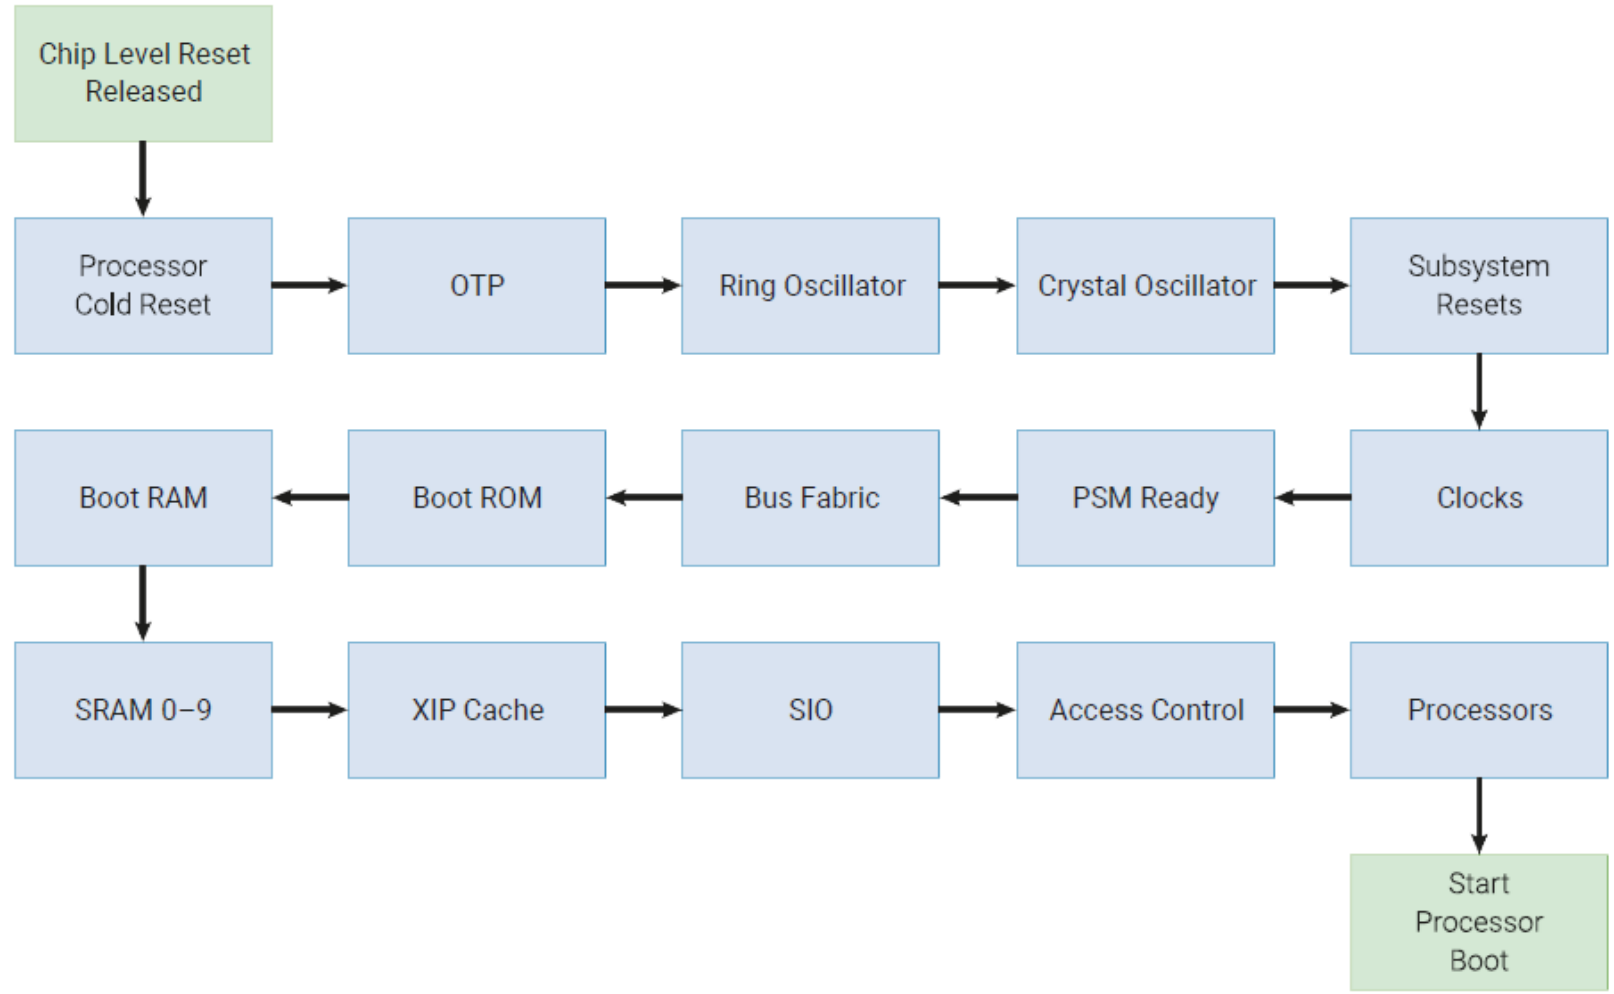 Chip Level Reset
Released
Processor
Cold Reset
OTP
Ring Oscillator
Crystal Oscillator
Subsystem
Resets
Boot RAM
Boot ROM
Bus Fabric
PSM Ready
Clocks
SRAM 0–9
XIP Cache
SIO
Access Control
Processors
Start
Processor
Boot